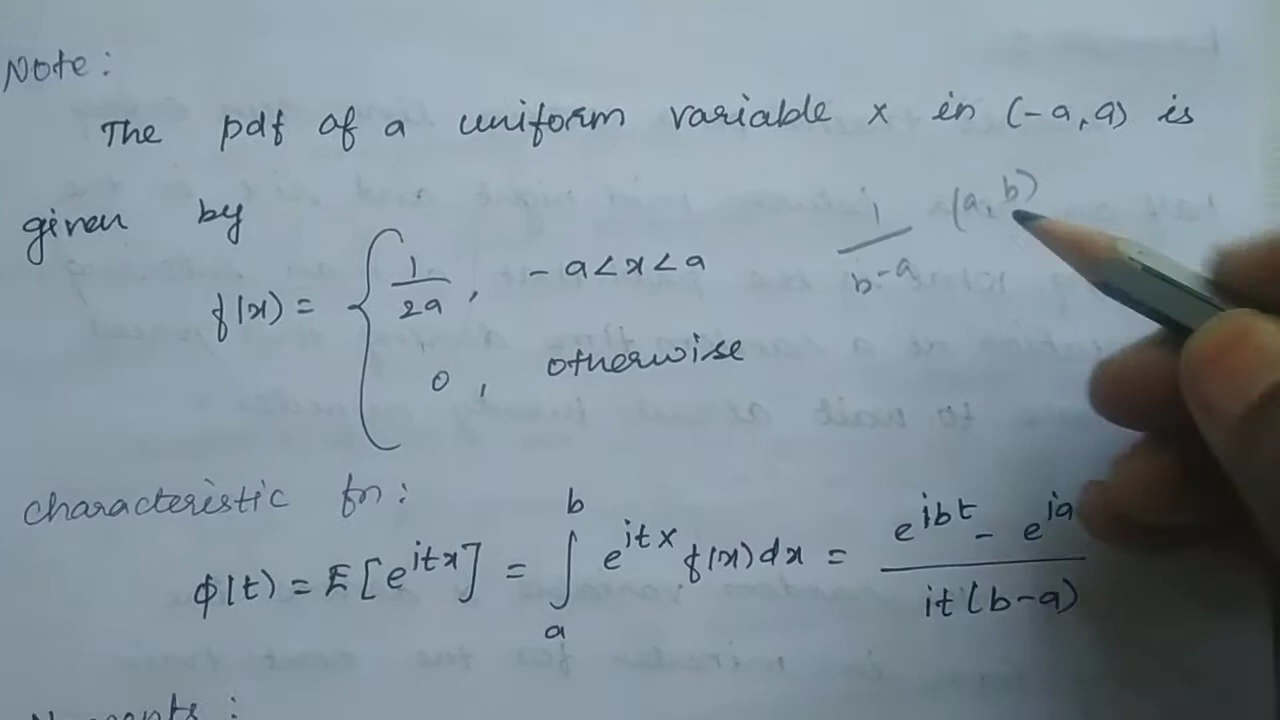 Note:
The pdf of a uniform variable x in (-a, a) is
given by
f(x) = { 1/2a, -a<x<a
0, otherwise
1/b-a (a, b)
characteristic fn:
φ(t) = E[e^{itx}] = ∫_a^b e^{itx} f(x) dx = e^{ibt} - e^{ia / it(b-a)